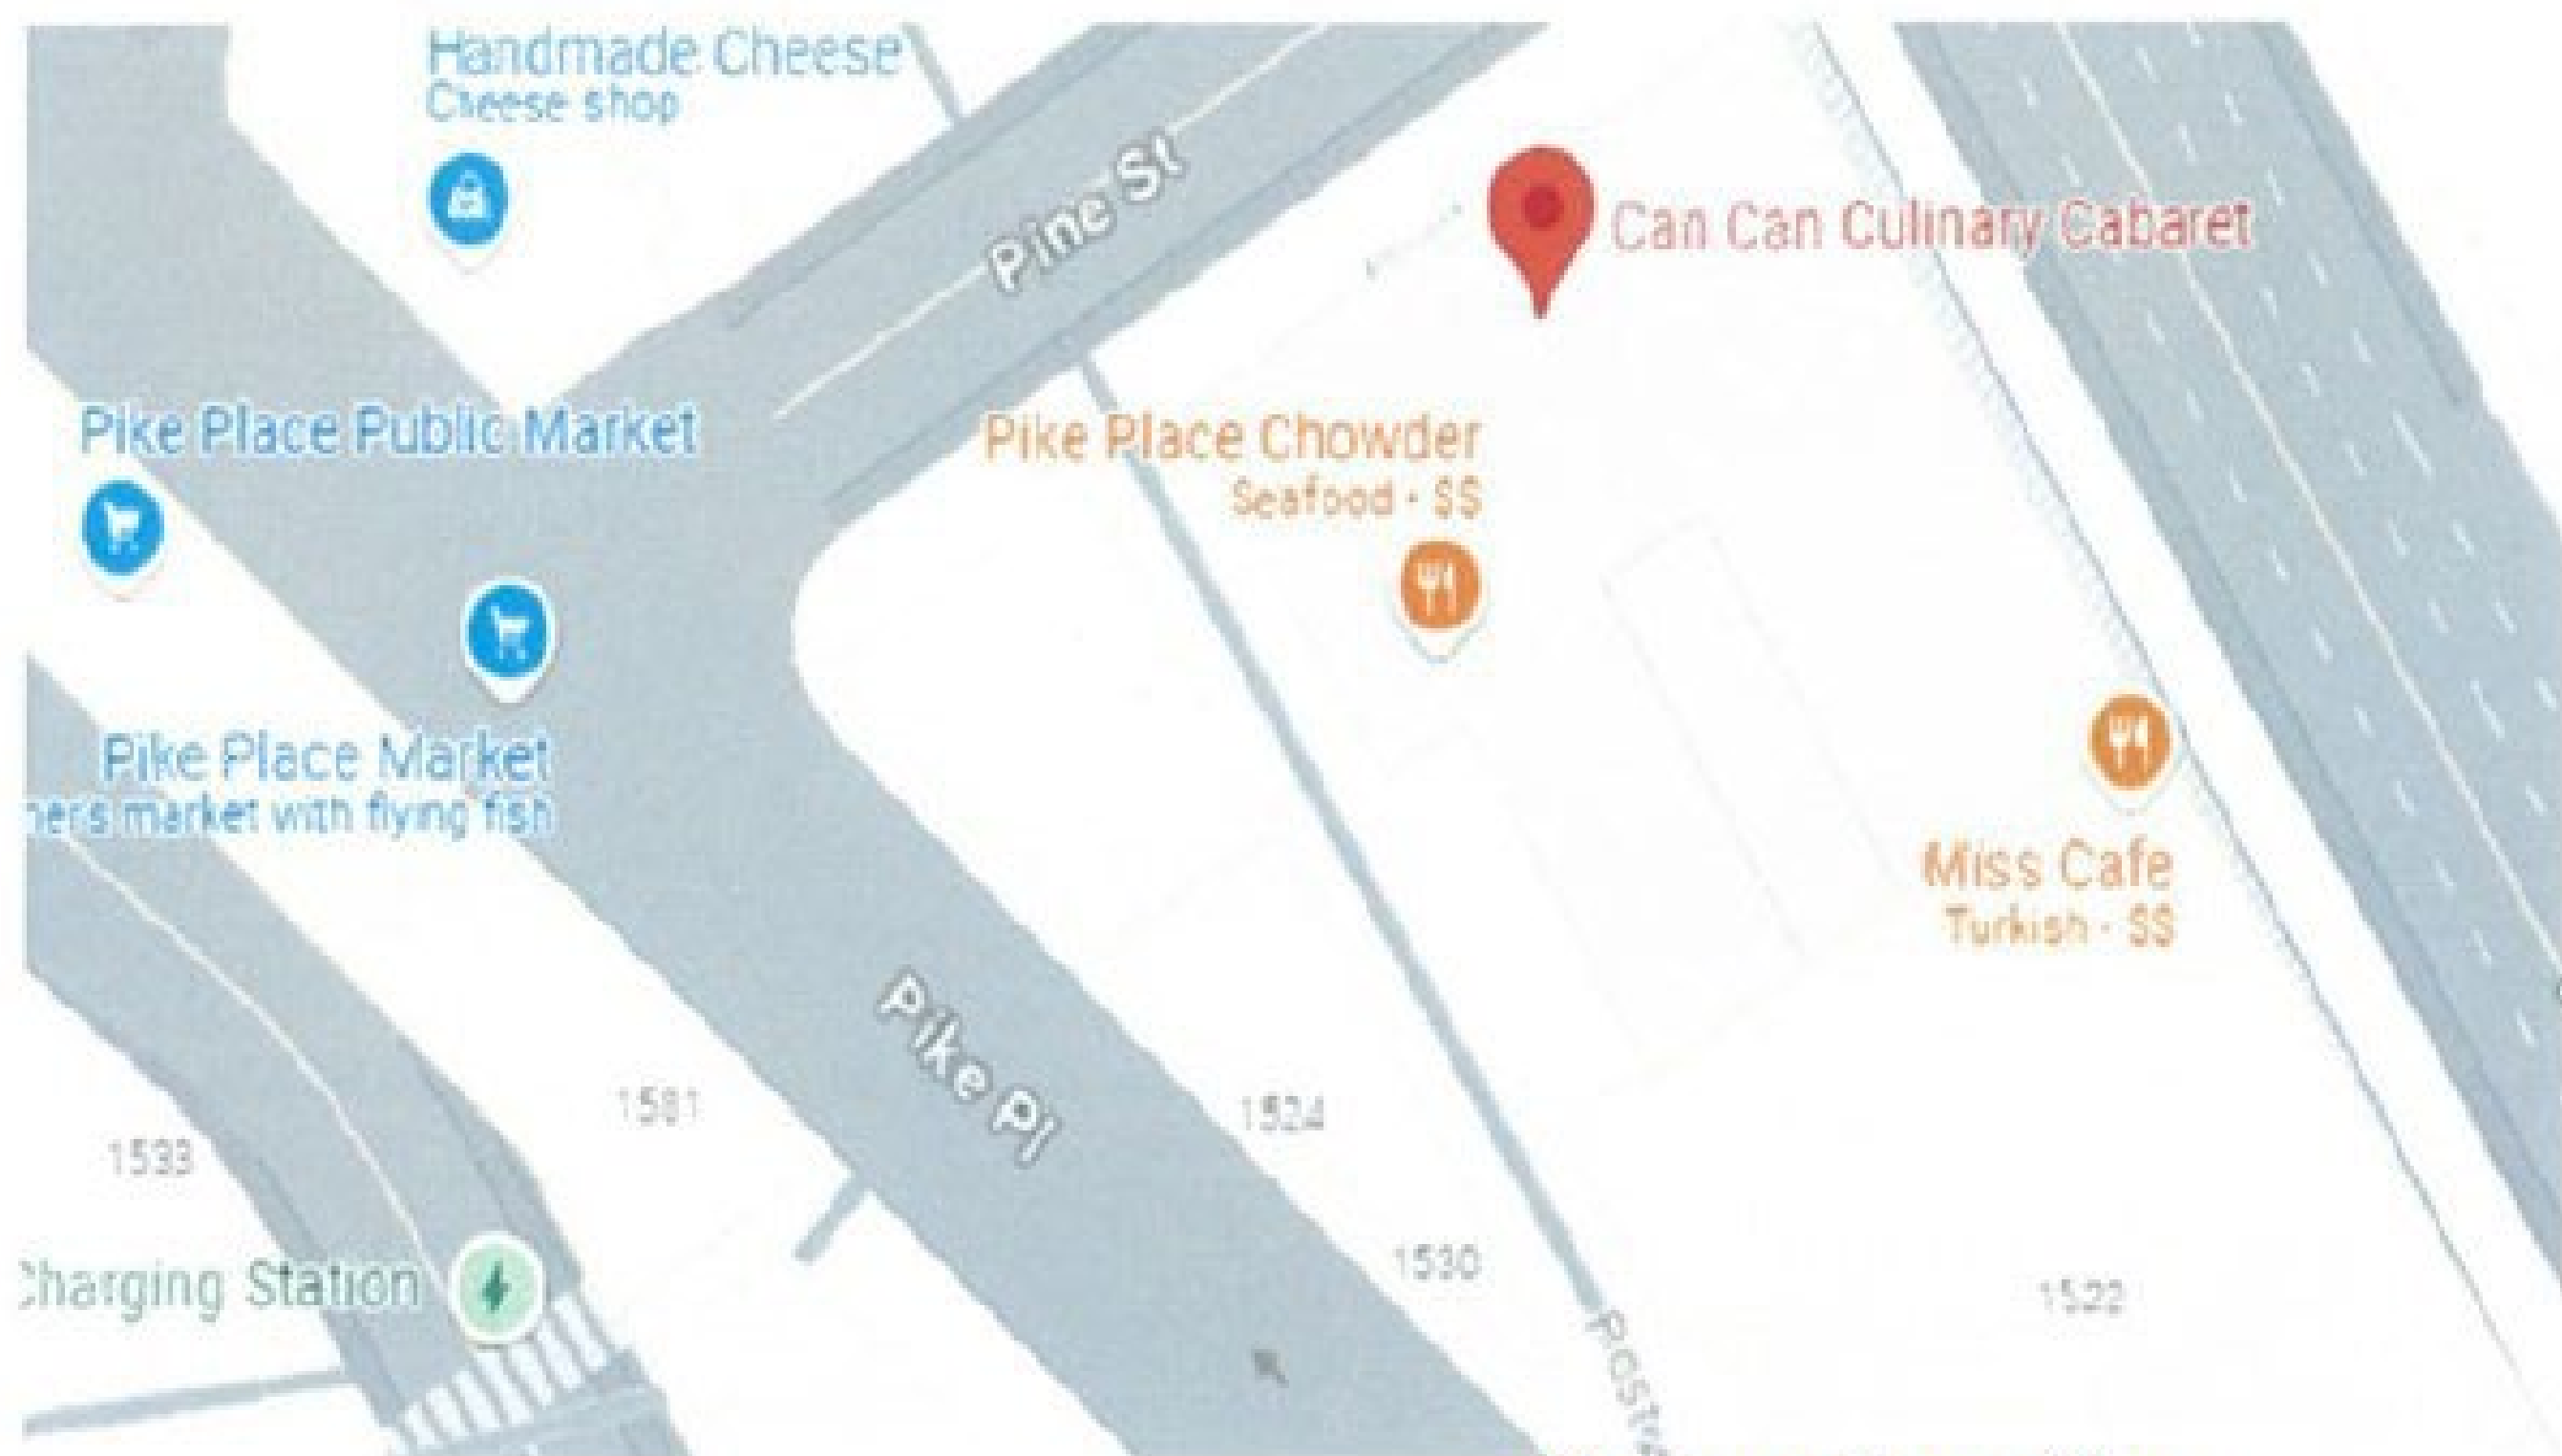 Handmade Cheese
Cheese shop
Pine St
Can Can Culinary Cabaret
Pike Place Public Market
Pike Place Chowder
Seafood · $$
Pike Place Market
market with flying fish
Miss Cafe
Turkish · $$
Pike Pl
1581
1524
1533
1530
1522
Charging Station